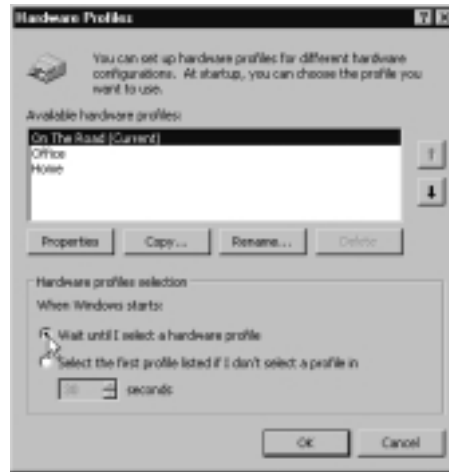 Hardware Profiles
You can set up hardware profiles for different hardware
configurations. At startup, you can choose the profile you
want to use.
Available hardware profiles:
On The Road (Current)
Office
Home
Properties Copy... Rename... Delete
Hardware profiles selection
When Windows starts:
Wait until I select a hardware profile
Select the first profile listed if I don't select a profile in
30 seconds
OK Cancel